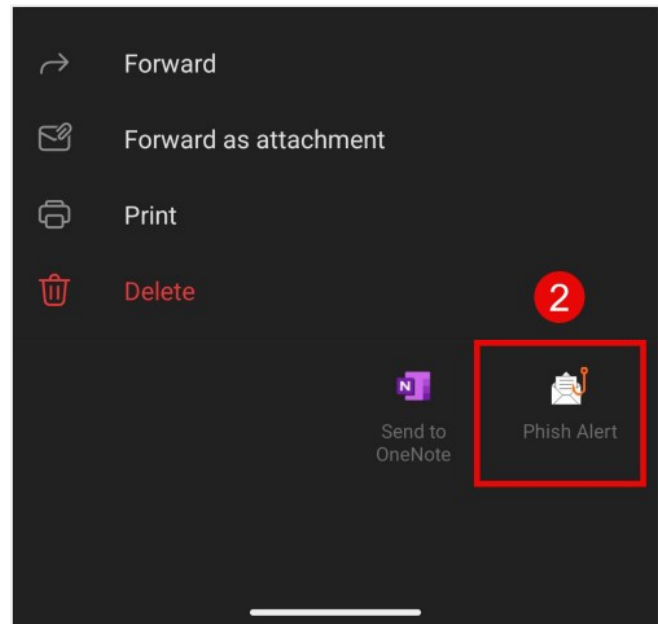 Forward
Forward as attachment
Print
Delete
2
N
Send to
OneNote
Phish Alert